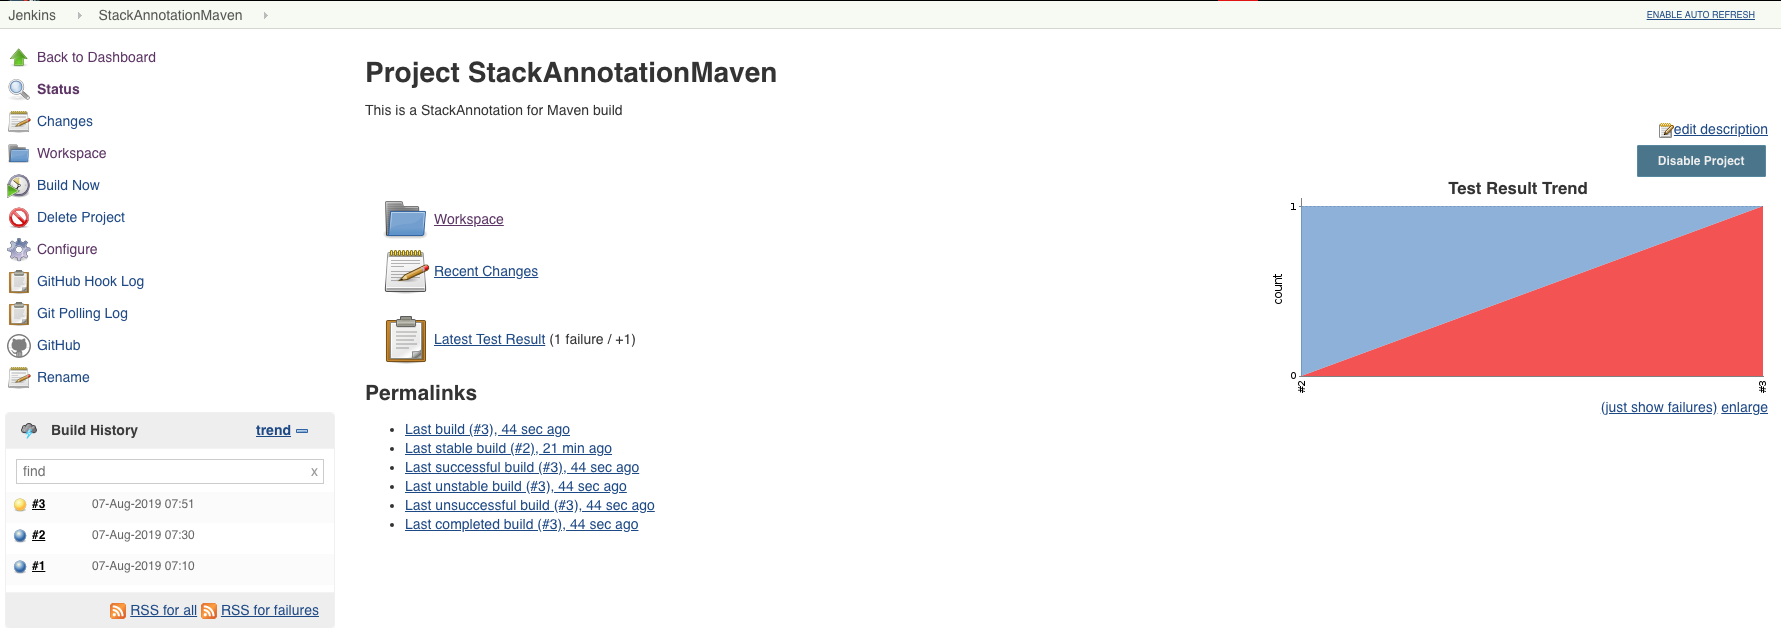 Jenkins StackAnnotationMaven
ENABLE AUTO REFRESH
Back to Dashboard
Status
Changes
Workspace
Build Now
Delete Project
Configure
GitHub Hook Log
Git Polling Log
GitHub
Rename
Build History trend
find x
#3 07-Aug-2019 07:51
#2 07-Aug-2019 07:30
#1 07-Aug-2019 07:10
RSS for all RSS for failures
Project StackAnnotationMaven
This is a StackAnnotation for Maven build
edit description
Disable Project
Workspace
Recent Changes
Latest Test Result (1 failure / +1)
Permalinks
Last build (#3), 44 sec ago
Last stable build (#2), 21 min ago
Last successful build (#3), 44 sec ago
Last unstable build (#3), 44 sec ago
Last unsuccessful build (#3), 44 sec ago
Last completed build (#3), 44 sec ago
Test Result Trend
1
count
0
#2
#3
(just show failures) enlarge